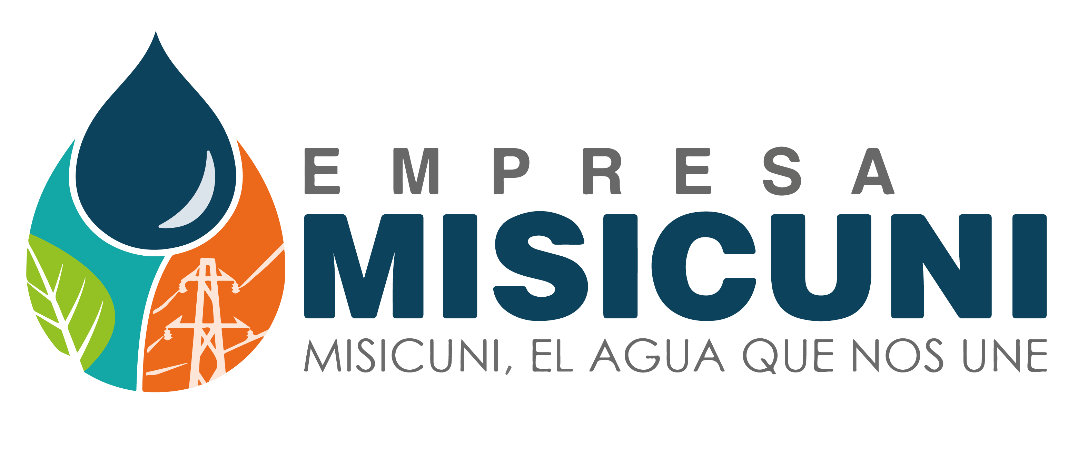 EMPRESA
MISICUNI
MISICUNI, EL AGUA QUE NOS UNE